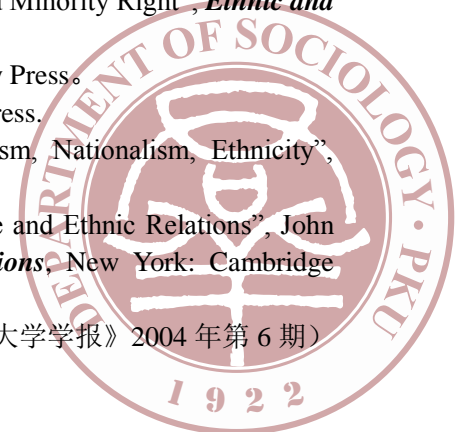 Minority Right”, Ethnic and
Press。
ress.
ism, Nationalism, Ethnicity”,
e and Ethnic Relations”, John
ions, New York: Cambridge
大学学报》2004 年第 6 期）
DEPARTMENT OF SOCIOLOGY · PKU
1922